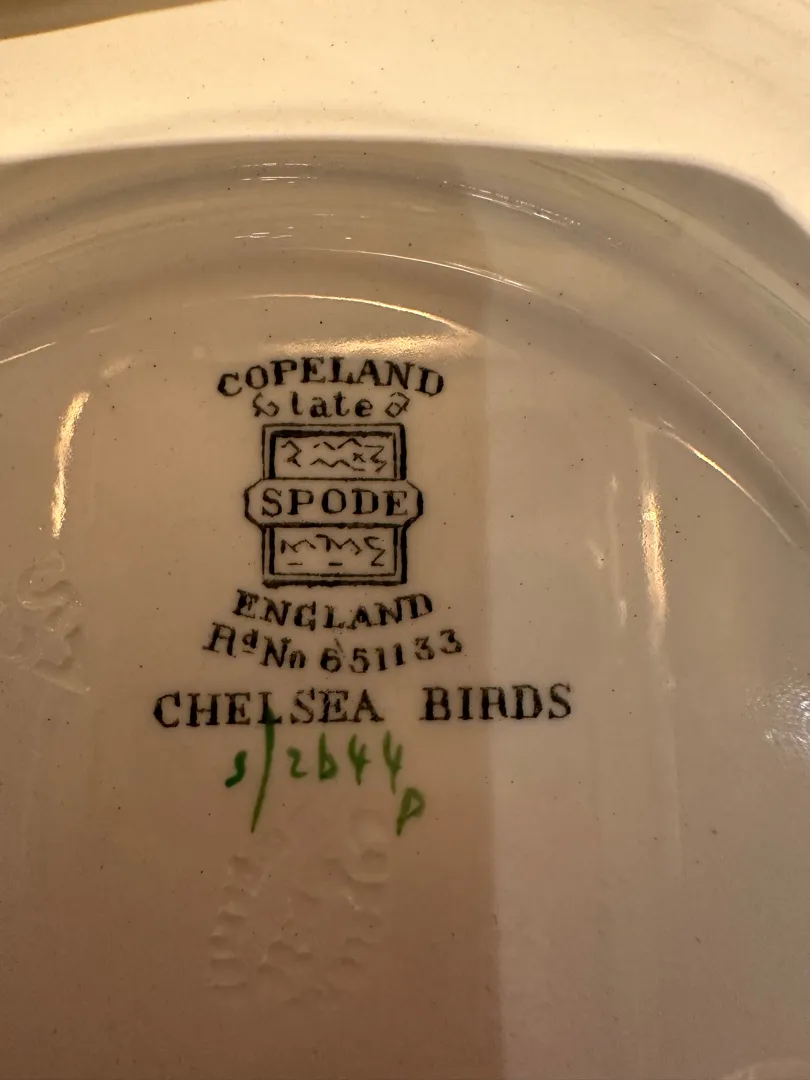 COPELAND
late
SPODE
ENGLAND
Rd No 651133
CHELSEA BIRDS
s/2644
D